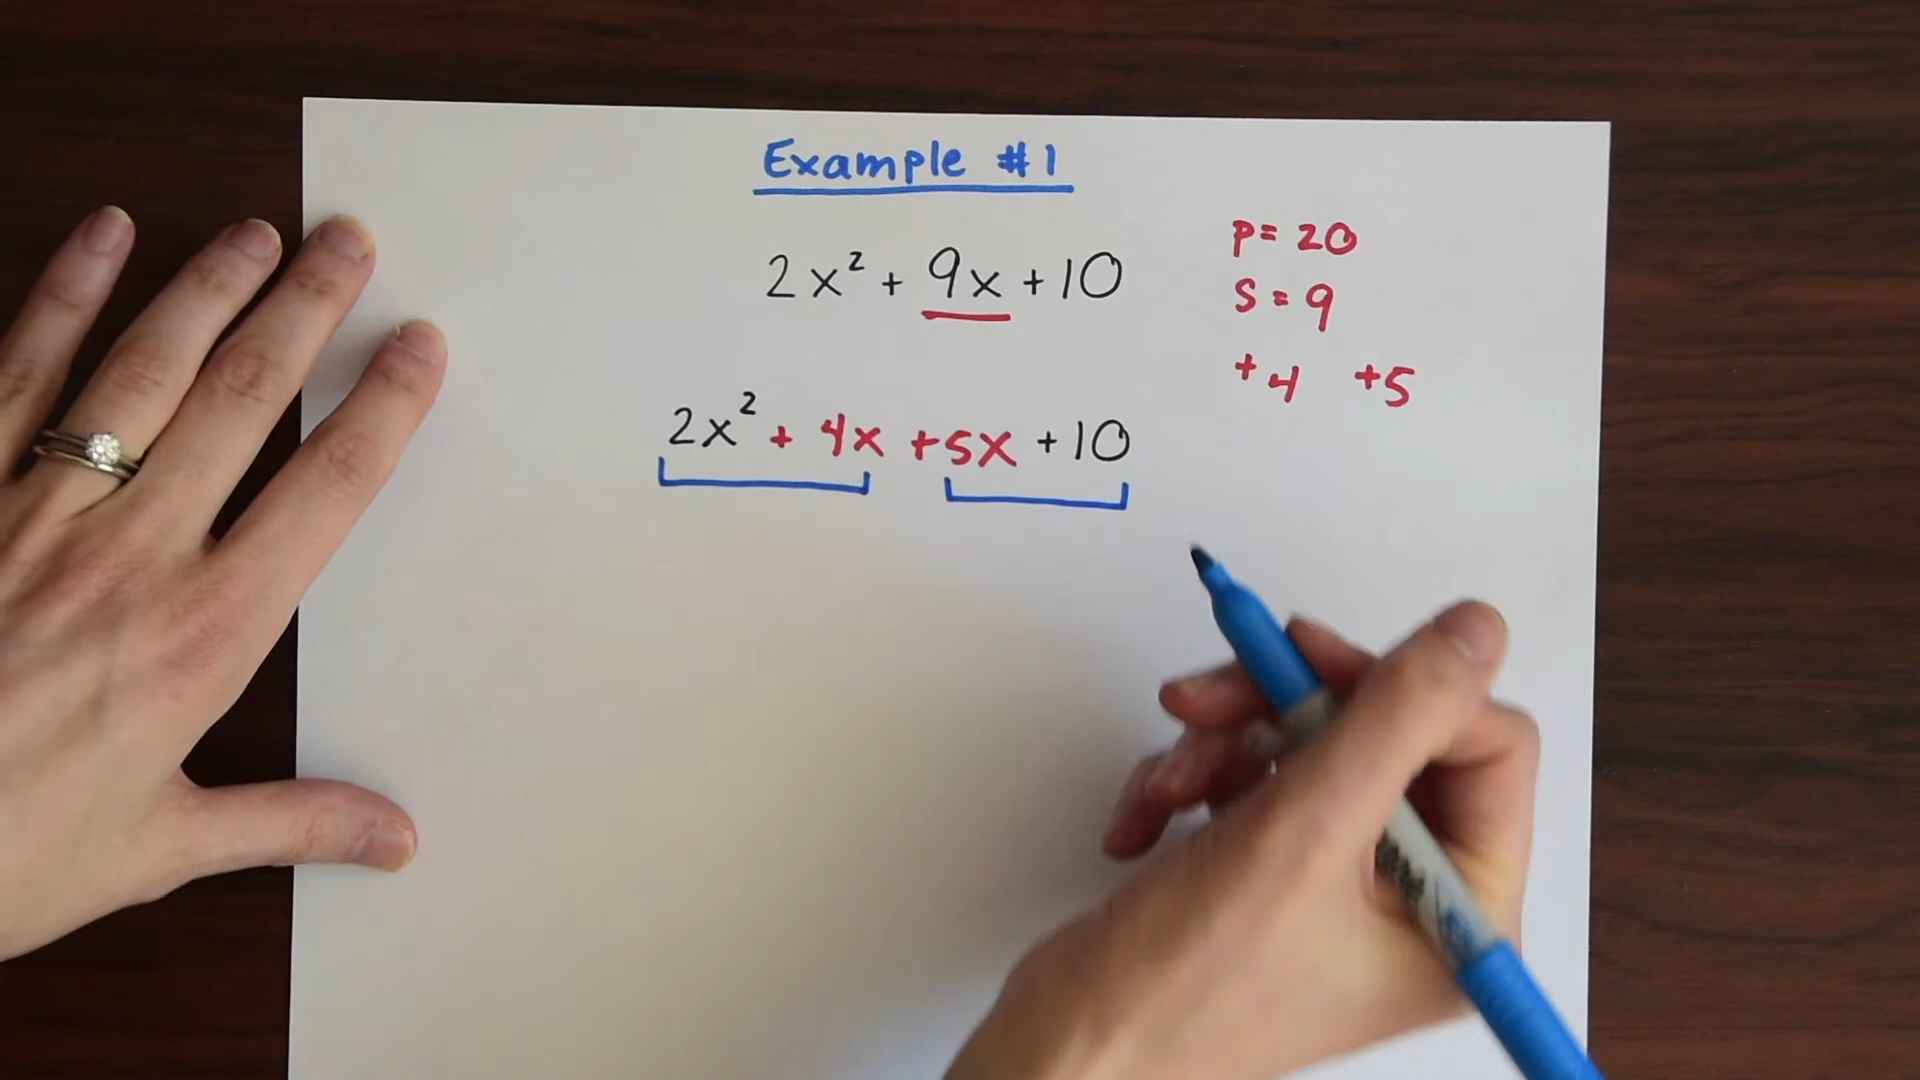 Example #1
2x² + 9x + 10
p = 20
S = 9
+4 +5
2x² + 4x + 5x + 10